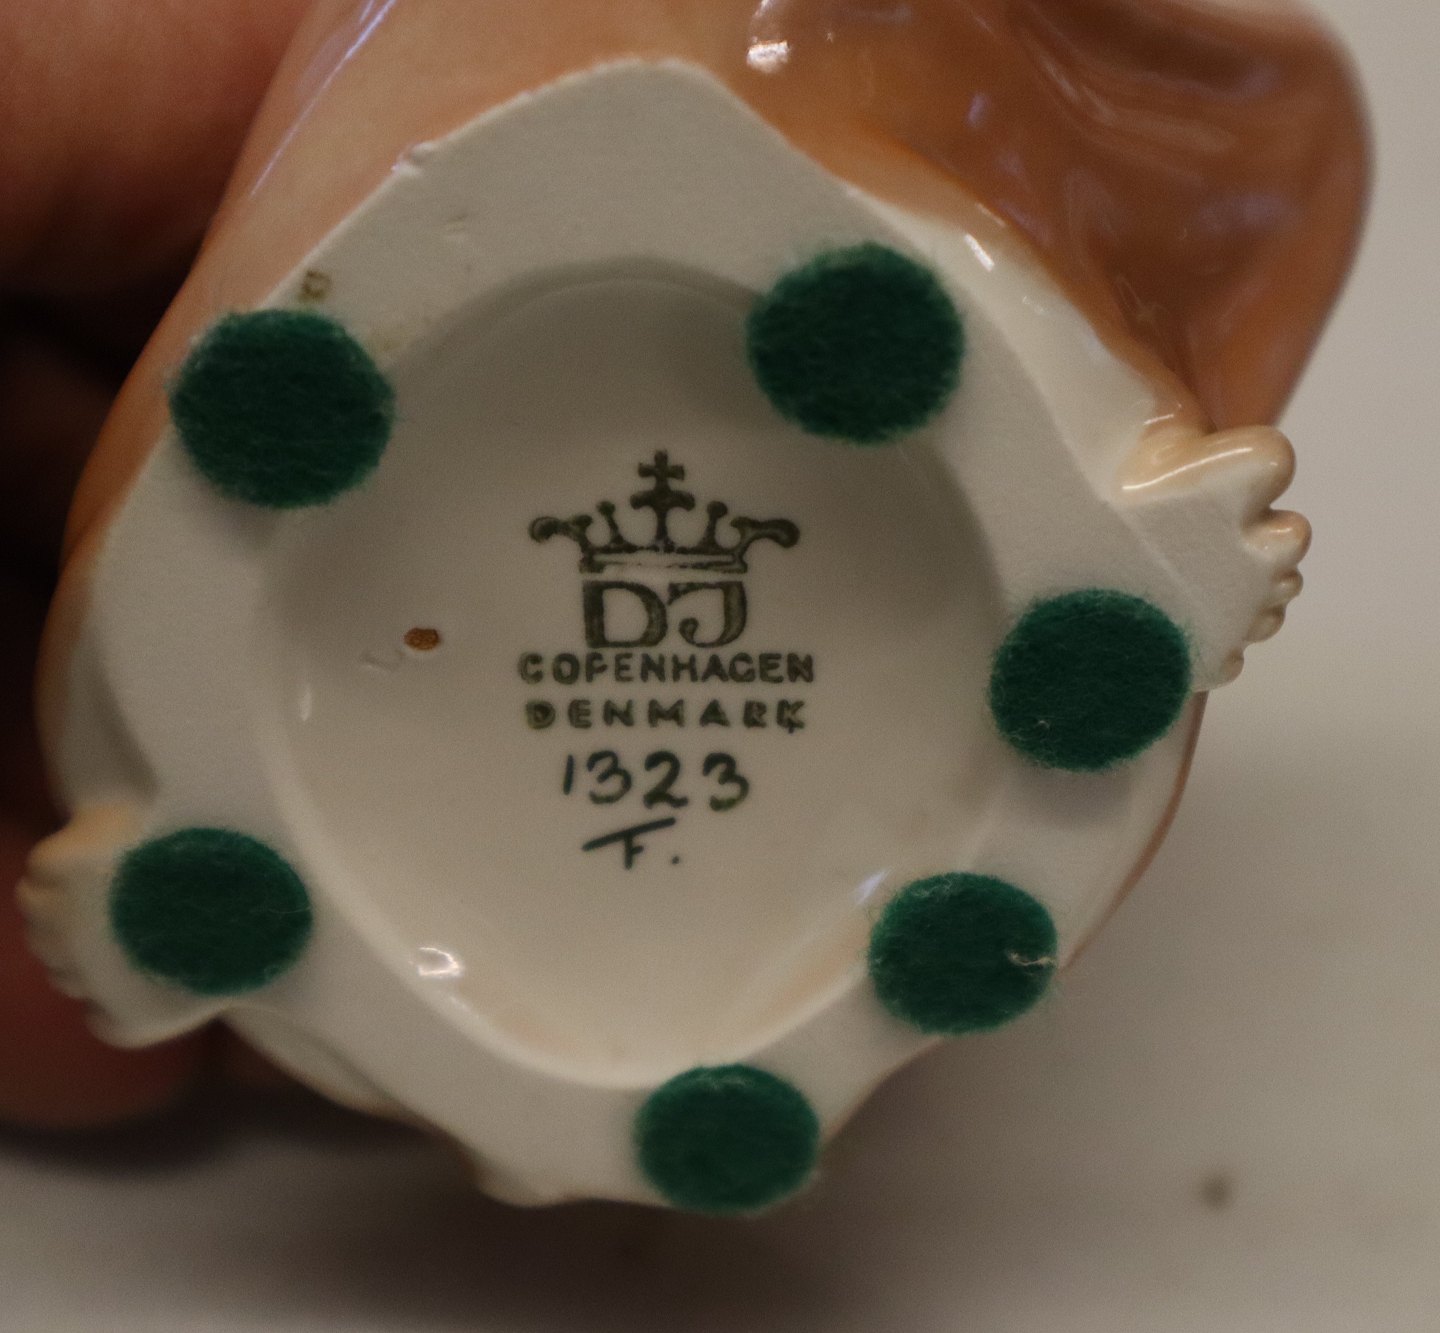 DJ
COPENHAGEN
DENMARK
1323
F.